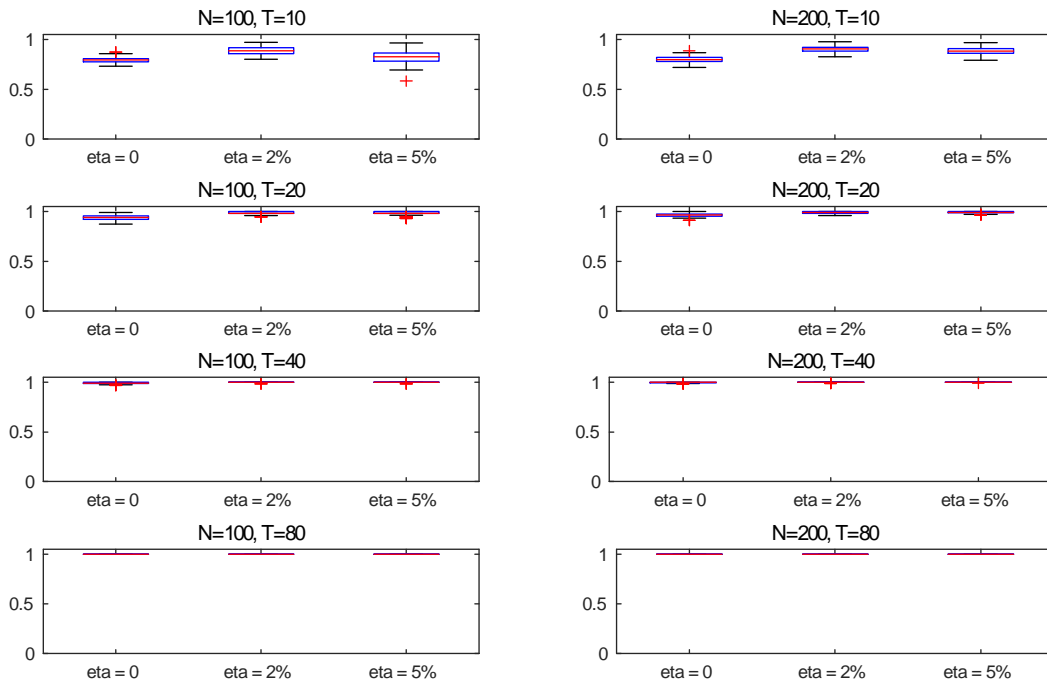 N=100, T=10
1
0.5
0
eta = 0 eta = 2% eta = 5%
N=200, T=10
1
0.5
0
eta = 0 eta = 2% eta = 5%
N=100, T=20
1
0.5
0
eta = 0 eta = 2% eta = 5%
N=200, T=20
1
0.5
0
eta = 0 eta = 2% eta = 5%
N=100, T=40
1
0.5
0
eta = 0 eta = 2% eta = 5%
N=200, T=40
1
0.5
0
eta = 0 eta = 2% eta = 5%
N=100, T=80
1
0.5
0
eta = 0 eta = 2% eta = 5%
N=200, T=80
1
0.5
0
eta = 0 eta = 2% eta = 5%